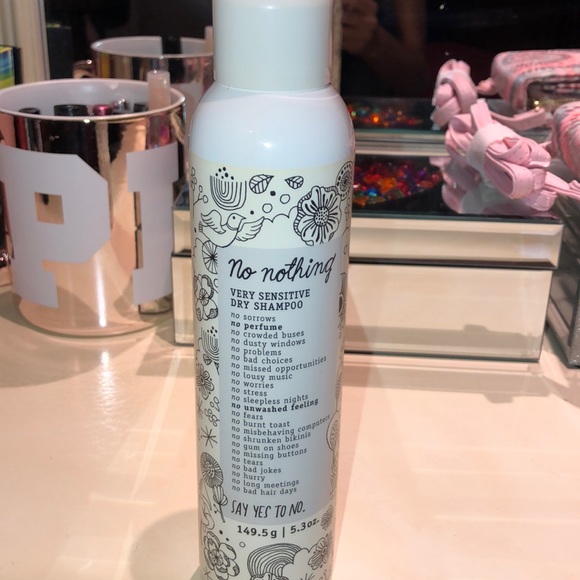 PI
No nothing
VERY SENSITIVE
DRY SHAMPOO
no sorrows
no perfume
no crowded buses
no dusty windows
no problems
no bad choices
no missed opportunities
no lousy music
no worries
no stress
no sleepless nights
no unwashed feeling
no fears
no burnt toast
no misbehaving computers
no shrunken bikinis
no gum on shoes
no missing buttons
no tears
no bad jokes
no hurry
no long meetings
no bad hair days
SAY YES TO NO.
149.5g | 5.3oz.